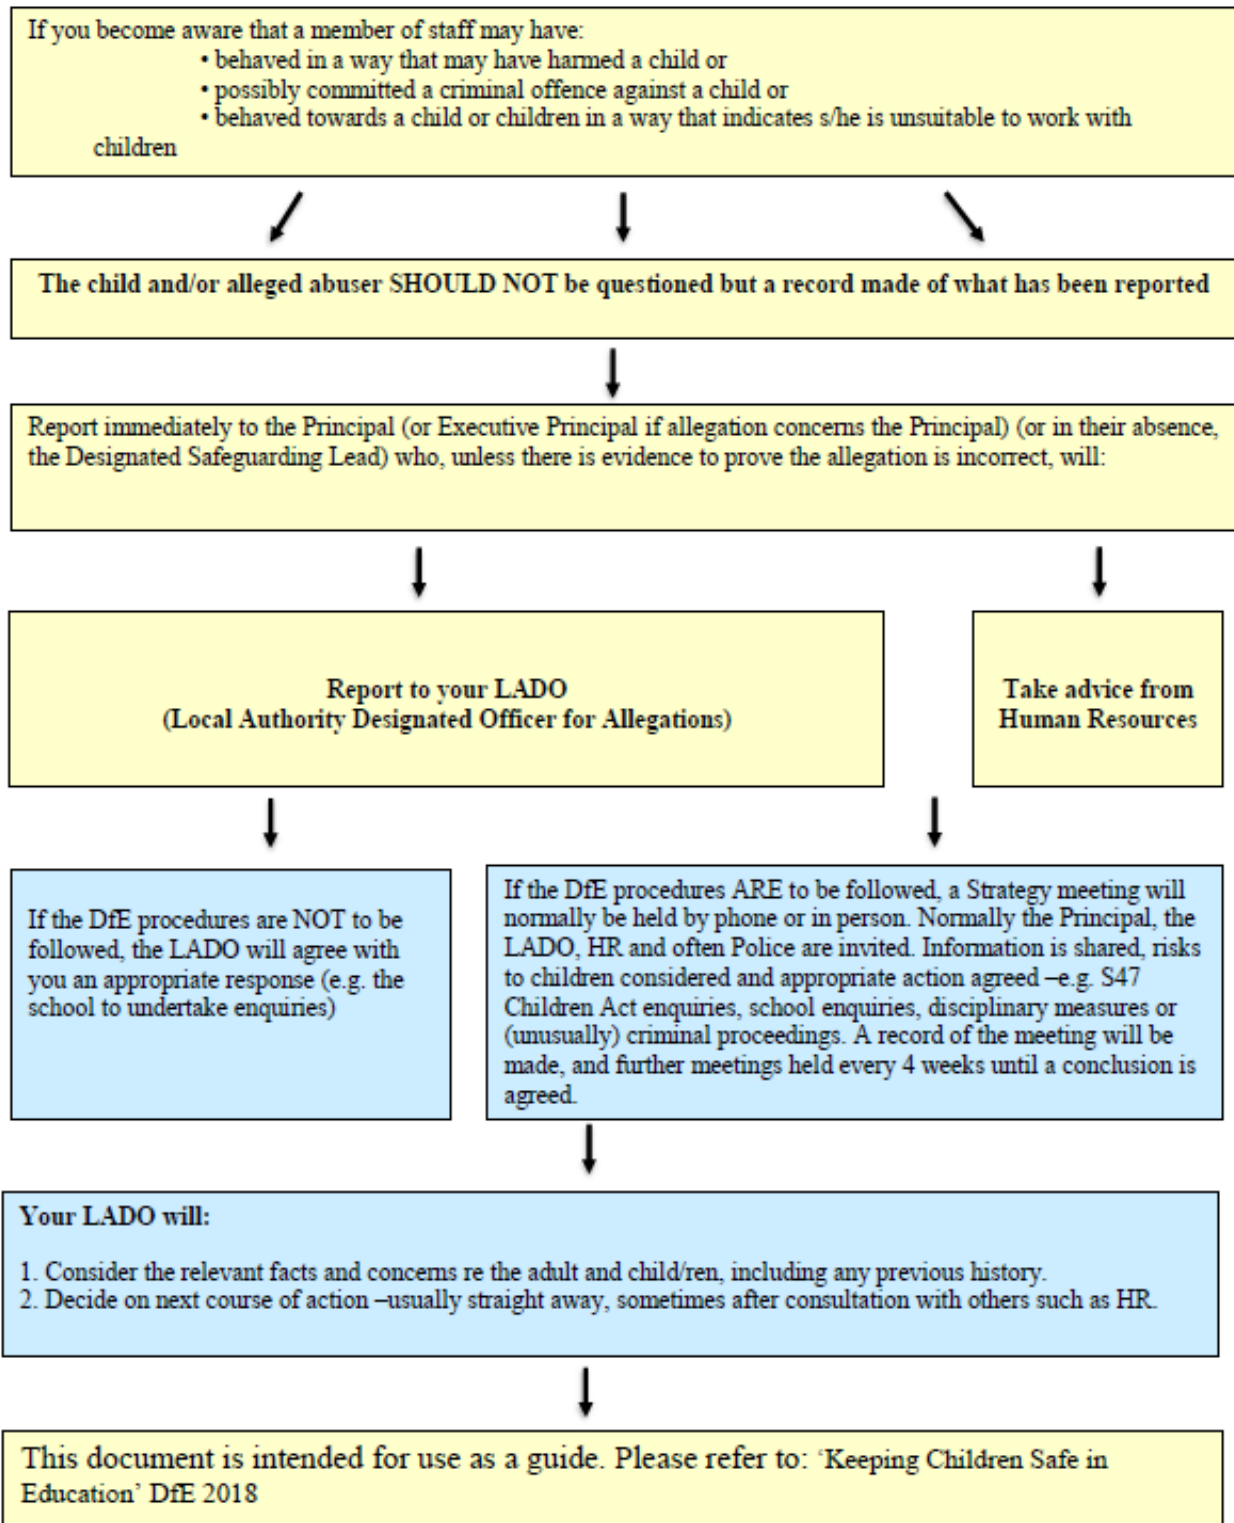 If you become aware that a member of staff may have:
• behaved in a way that may have harmed a child or
• possibly committed a criminal offence against a child or
• behaved towards a child or children in a way that indicates s/he is unsuitable to work with
children
The child and/or alleged abuser SHOULD NOT be questioned but a record made of what has been reported
Report immediately to the Principal (or Executive Principal if allegation concerns the Principal) (or in their absence,
the Designated Safeguarding Lead) who, unless there is evidence to prove the allegation is incorrect, will:
Report to your LADO
(Local Authority Designated Officer for Allegations)
Take advice from
Human Resources
If the DfE procedures are NOT to be
followed, the LADO will agree with
you an appropriate response (e.g. the
school to undertake enquiries)
If the DfE procedures ARE to be followed, a Strategy meeting will
normally be held by phone or in person. Normally the Principal, the
LADO, HR and often Police are invited. Information is shared, risks
to children considered and appropriate action agreed –e.g. S47
Children Act enquiries, school enquiries, disciplinary measures or
(unusually) criminal proceedings. A record of the meeting will be
made, and further meetings held every 4 weeks until a conclusion is
agreed.
Your LADO will:
1. Consider the relevant facts and concerns re the adult and child/ren, including any previous history.
2. Decide on next course of action –usually straight away, sometimes after consultation with others such as HR.
This document is intended for use as a guide. Please refer to: ‘Keeping Children Safe in
Education’ DfE 2018